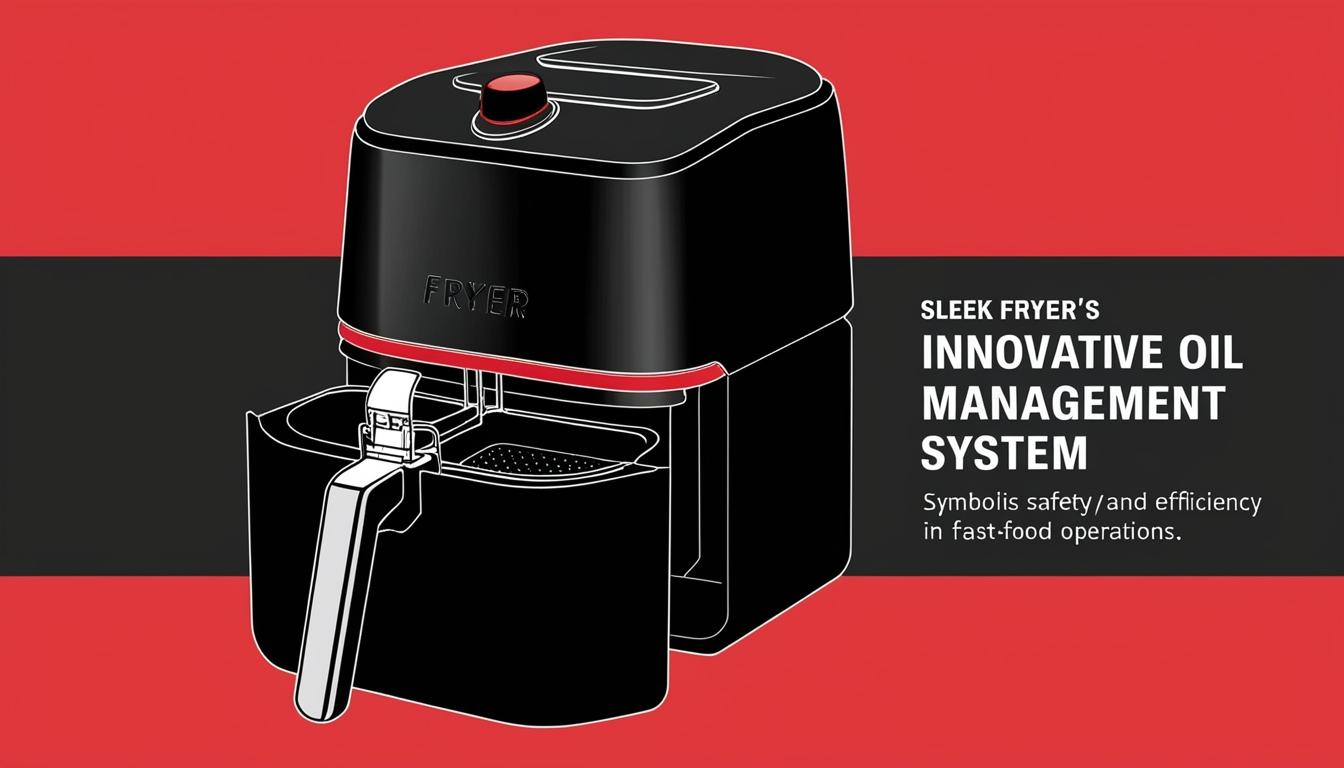 FRYER
SLEEK FRYER'S
INNOVATIVE OIL
MANAGEMENT
SYSTEM
Symbolis safety/and efficiency
in fast-food operations.